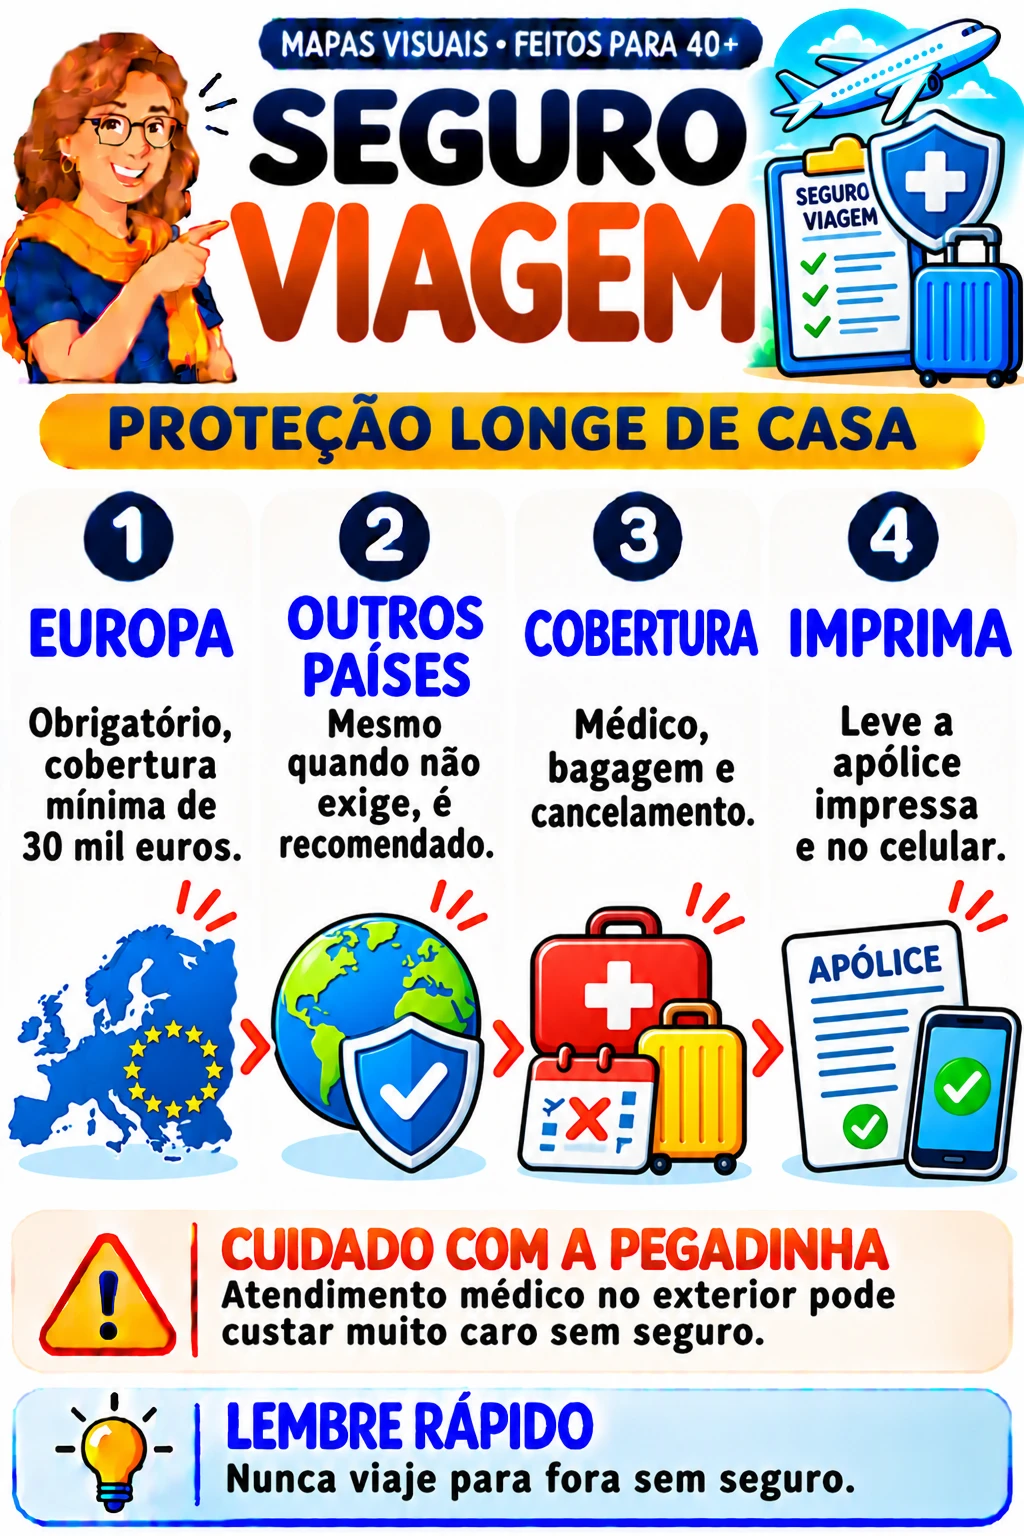 MAPAS VISUAIS • FEITOS PARA 40+
SEGURO
VIAGEM
SEGURO
VIAGEM
PROTEÇÃO LONGE DE CASA
1
EUROPA
Obrigatório,
cobertura
mínima de
30 mil euros.
2
OUTROS
PAÍSES
Mesmo
quando não
exige, é
recomendado.
3
COBERTURA
Médico,
bagagem e
cancelamento.
4
IMPRIMA
Leve a
apólice
impressa
e no celular.
APÓLICE
CUIDADO COM A PEGADINHA
Atendimento médico no exterior pode
custar muito caro sem seguro.
LEMBRE RÁPIDO
Nunca viaje para fora sem seguro.